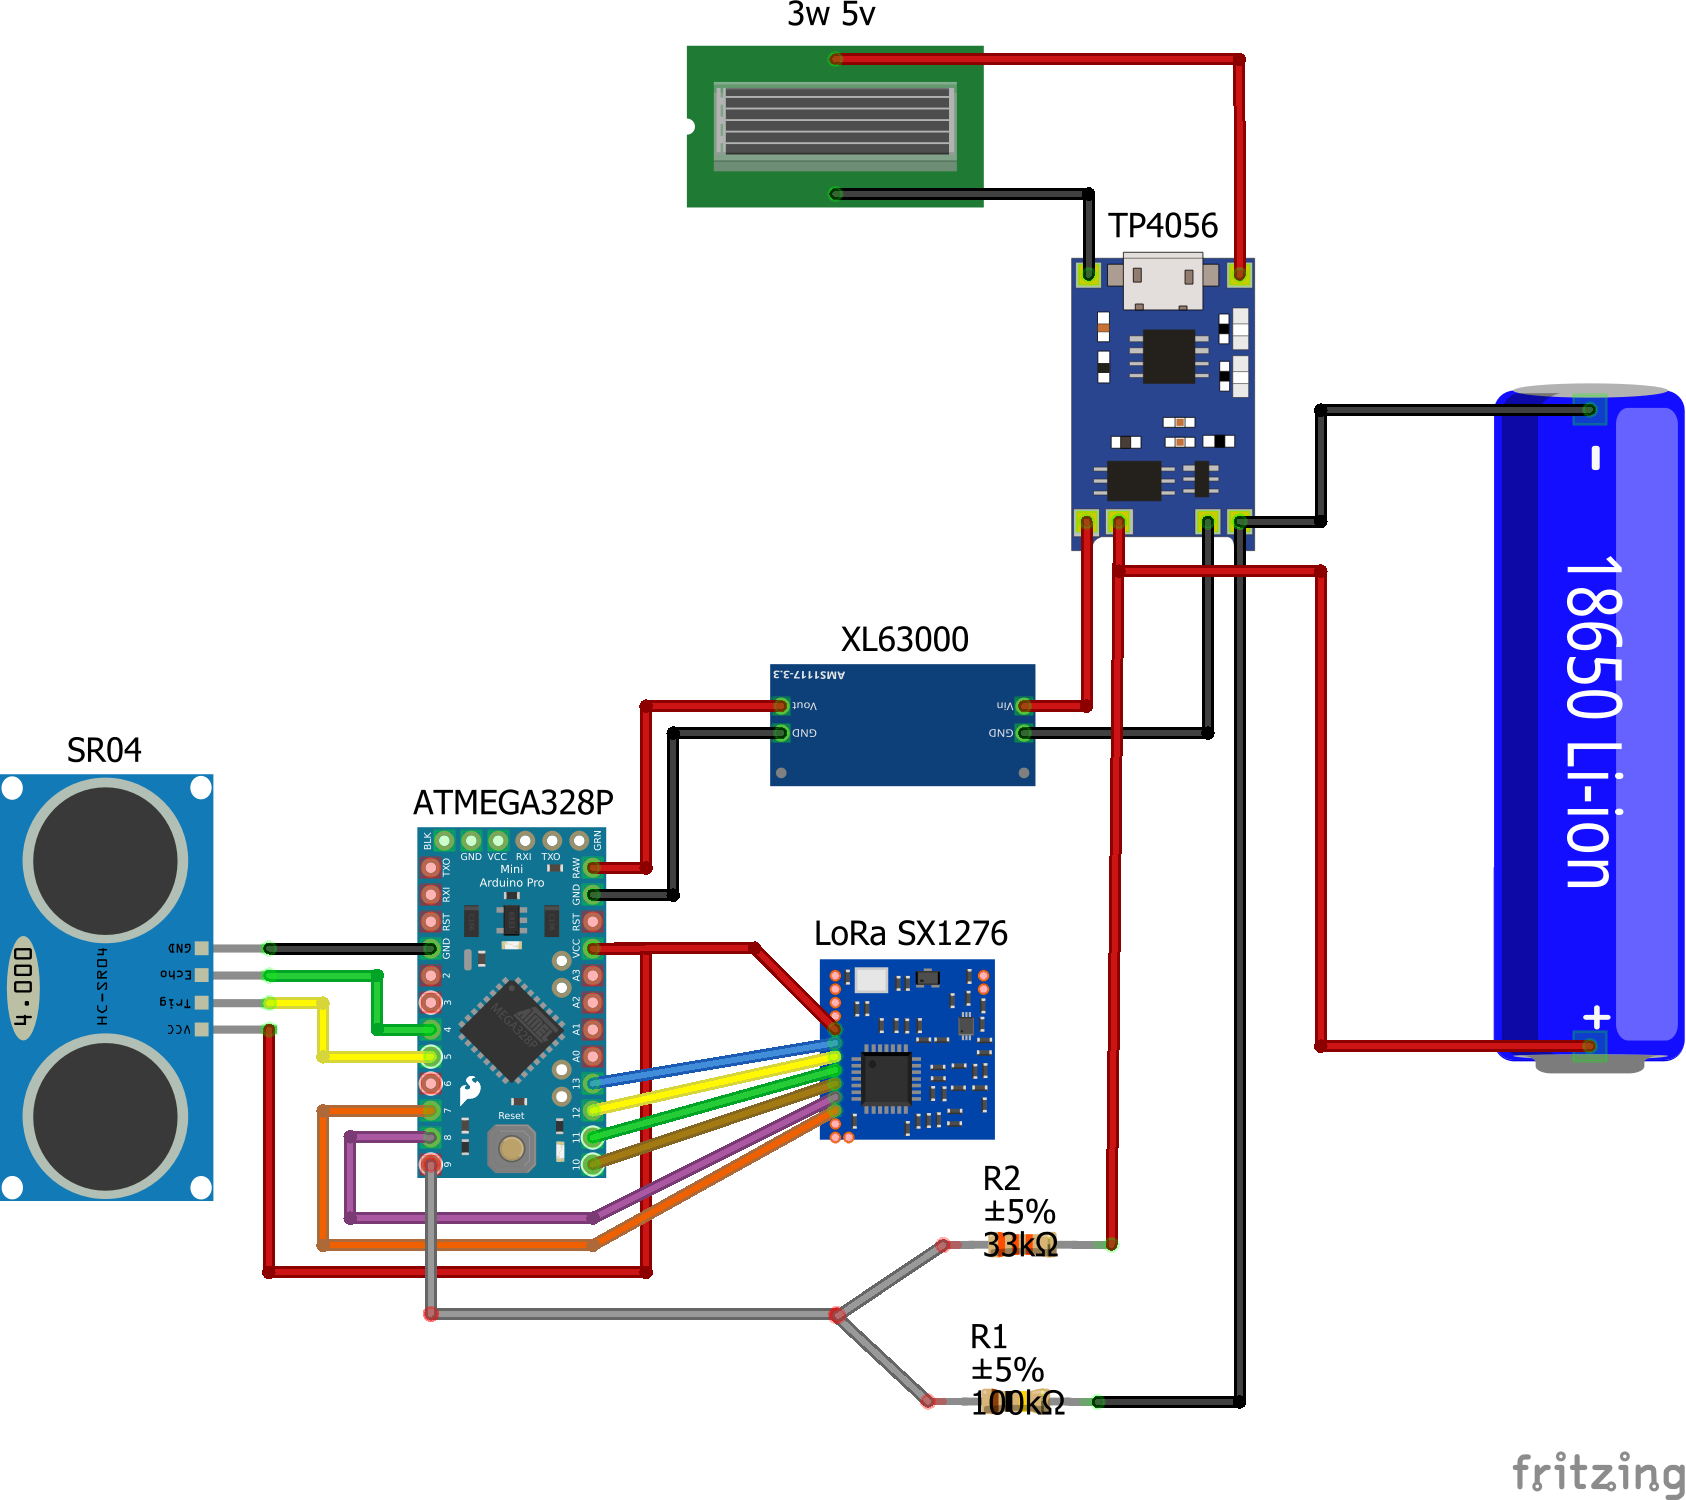 3w 5v
TP4056
-
18650 Li-ion
+
XL63000
AMS1117-3.3
Vout
GND
Vin
GND
SR04
4.000
HC-SR04
GND
Echo
Trig
VCC
ATMEGA328P
BLK
GND
VCC
RXI
TXO
GRN
Mini
Arduino Pro
TXO
RXI
RST
GND
2
3
4
5
6
7
8
9
RAW
GND
RST
VCC
A3
A2
A1
A0
13
12
11
10
MEGA328P
Reset
LoRa SX1276
R2
±5%
33kΩ
R1
±5%
100kΩ
fritzing